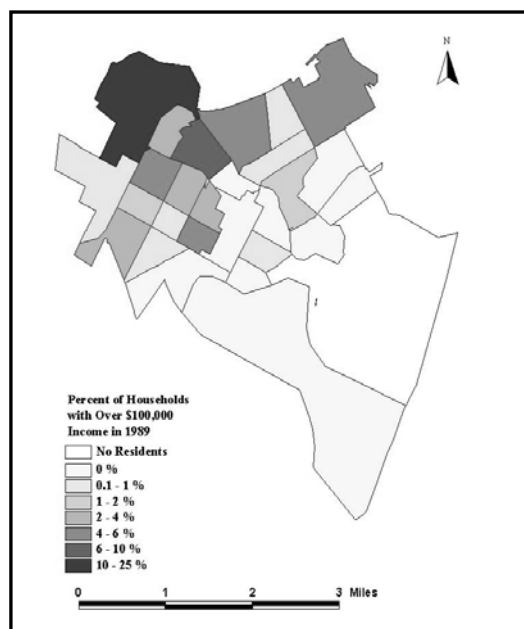 N
1
Percent of Households
with Over $100,000
Income in 1989
No Residents
0 %
0.1 - 1 %
1 - 2 %
2 - 4 %
4 - 6 %
6 - 10 %
10 - 25 %
0 1 2 3 Miles